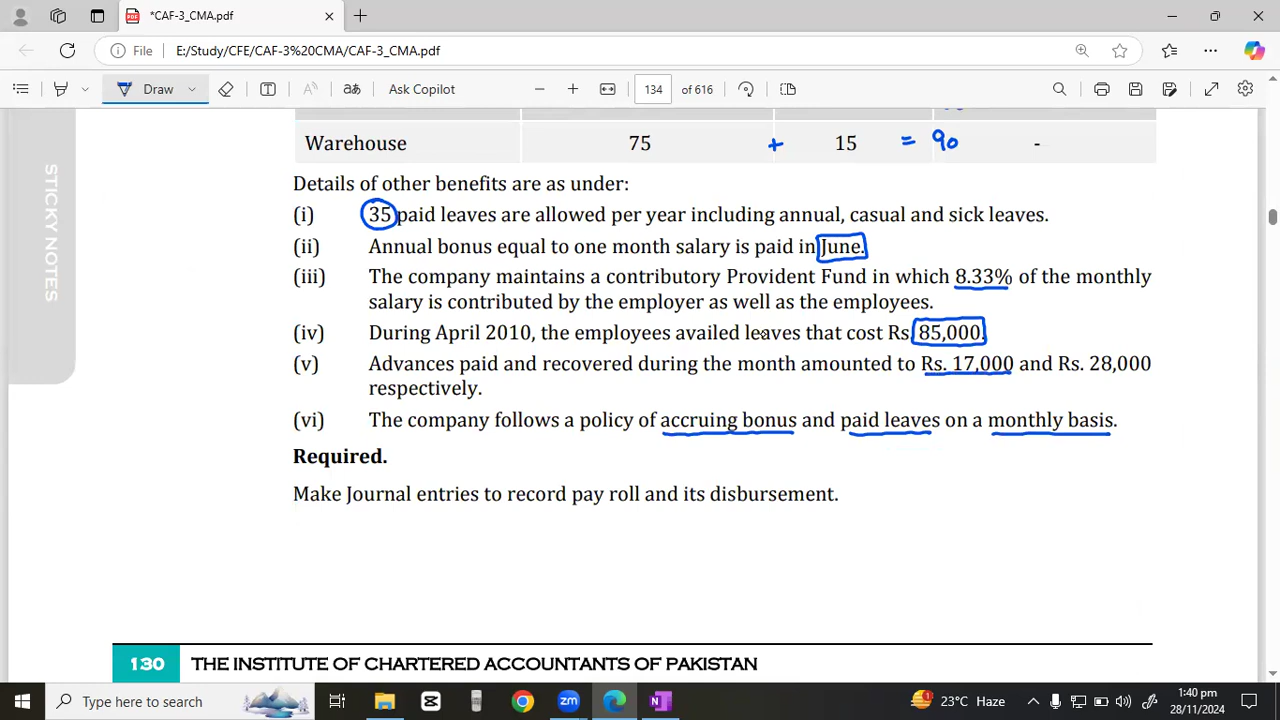 *CAF-3_CMA.pdf
File E:/Study/CFE/CAF-3%20CMA/CAF-3_CMA.pdf
Draw Ask Copilot 134 of 616
STICKY NOTES
Warehouse 75 + 15 = 90 -
Details of other benefits are as under:
(i) 35 paid leaves are allowed per year including annual, casual and sick leaves.
(ii) Annual bonus equal to one month salary is paid in June.
(iii) The company maintains a contributory Provident Fund in which 8.33% of the monthly
salary is contributed by the employer as well as the employees.
(iv) During April 2010, the employees availed leaves that cost Rs. 85,000.
(v) Advances paid and recovered during the month amounted to Rs. 17,000 and Rs. 28,000
respectively.
(vi) The company follows a policy of accruing bonus and paid leaves on a monthly basis.
Required.
Make Journal entries to record pay roll and its disbursement.
130 THE INSTITUTE OF CHARTERED ACCOUNTANTS OF PAKISTAN
Type here to search 23°C Haze 1:40 pm
28/11/2024